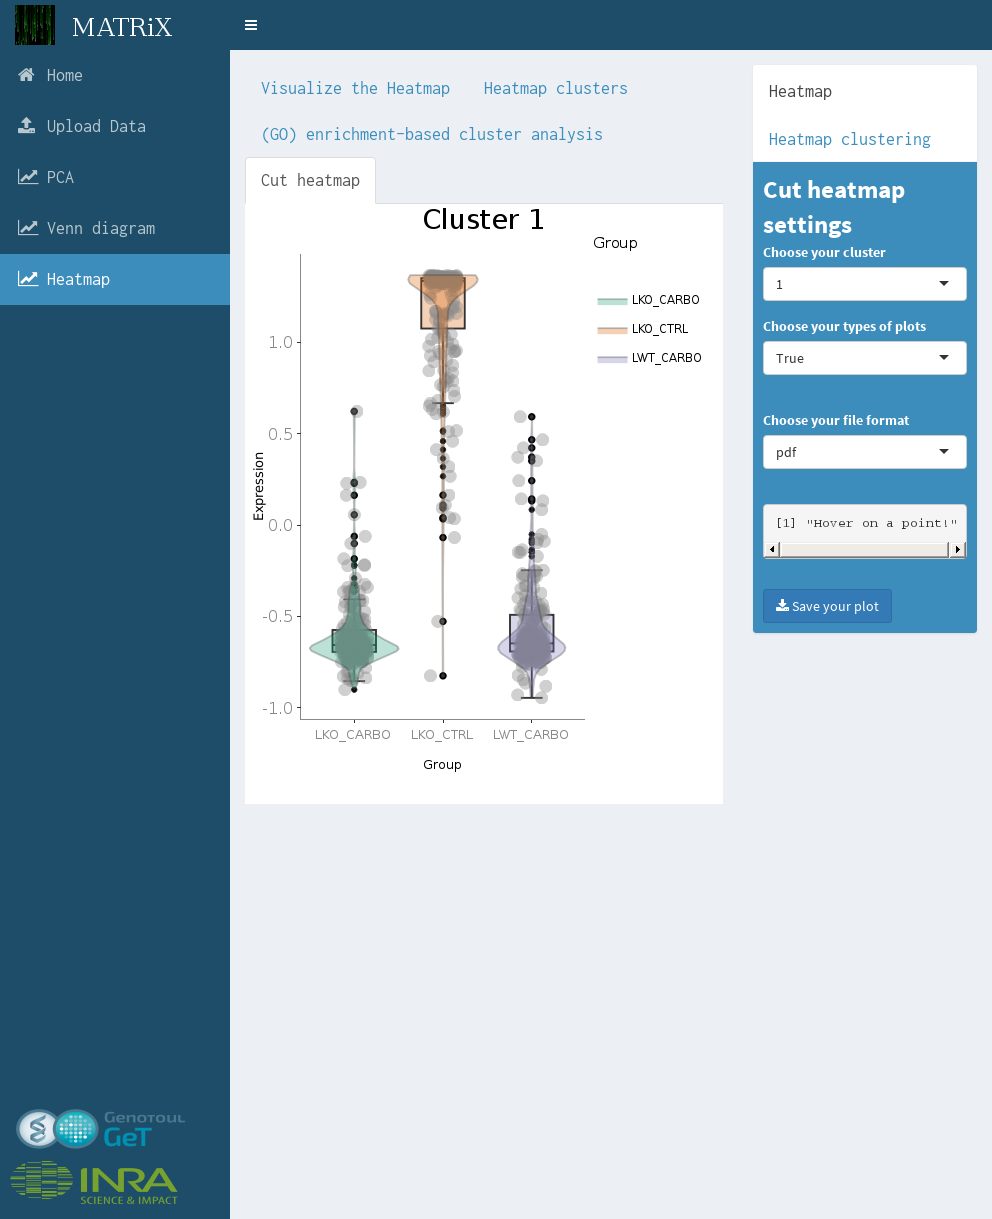 MATRiX
Home
Upload Data
PCA
Venn diagram
Heatmap
Visualize the Heatmap
Heatmap clusters
(GO) enrichment-based cluster analysis
Cut heatmap
Cluster 1
Group
LKO_CARBO
LKO_CTRL
LWT_CARBO
Expression
1.0
0.5
0.0
-0.5
-1.0
LKO_CARBO
LKO_CTRL
LWT_CARBO
Group
Heatmap
Heatmap clustering
Cut heatmap
settings
Choose your cluster
1
Choose your types of plots
True
Choose your file format
pdf
[1] "Hover on a point!"
Save your plot
Genotoul
GeT
INRA
SCIENCE & IMPACT